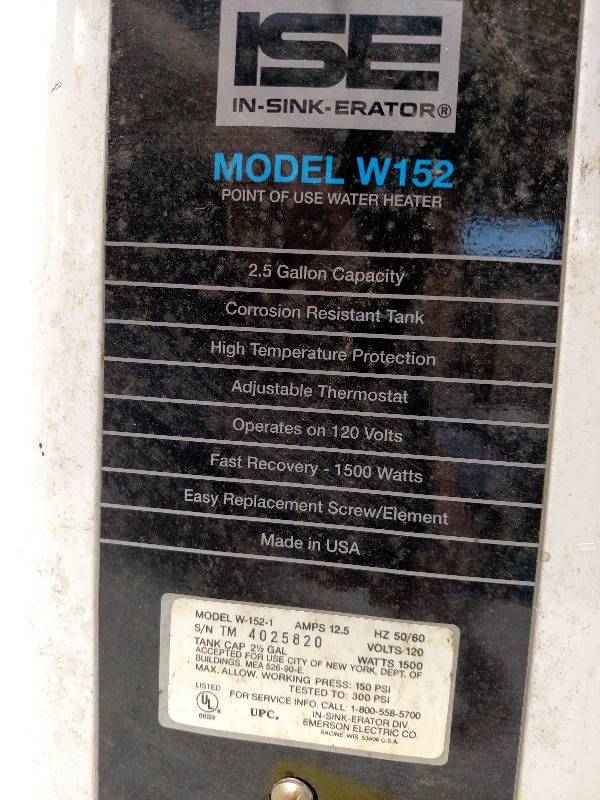 ISE
IN-SINK-ERATOR®
MODEL W152
POINT OF USE WATER HEATER
2.5 Gallon Capacity
Corrosion Resistant Tank
High Temperature Protection
Adjustable Thermostat
Operates on 120 Volts
Fast Recovery - 1500 Watts
Easy Replacement Screw/Element
Made in USA
MODEL W-152-1 AMPS 12.5 HZ 50/60
S/N TM 4025820 VOLTS 120
TANK CAP 2½ GAL WATTS 1500
ACCEPTED FOR USE CITY OF NEW YORK, DEPT. OF
BUILDINGS. MEA 526-90-E.
MAX. ALLOW. WORKING PRESS: 150 PSI
TESTED TO: 300 PSI
LISTED
UL
88S9
FOR SERVICE INFO. CALL: 1-800-558-5700
UPC® IN-SINK-ERATOR DIV.
EMERSON ELECTRIC CO.
RACINE, WIS. 53406 U.S.A.